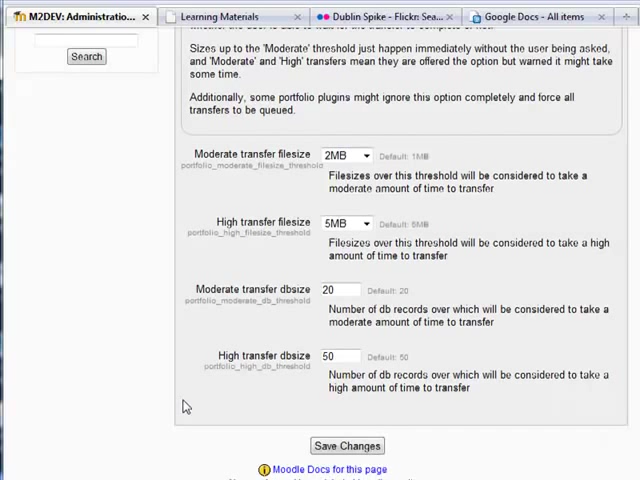 M2DEV: Administratio...
Learning Materials
Dublin Spike - Flickr: Sea...
Google Docs - All items
Search
Sizes up to the 'Moderate' threshold just happen immediately without the user being asked,
and 'Moderate' and 'High' transfers mean they are offered the option but warned it might take
some time.
Additionally, some portfolio plugins might ignore this option completely and force all
transfers to be queued.
Moderate transfer filesize
2MB
Default: 1MB
portfolio_moderate_filesize_threshold
Filesizes over this threshold will be considered to take a
moderate amount of time to transfer
High transfer filesize
5MB
Default: 5MB
portfolio_high_filesize_threshold
Filesizes over this threshold will be considered to take a high
amount of time to transfer
Moderate transfer dbsize
20
Default: 20
portfolio_moderate_db_threshold
Number of db records over which will be considered to take a
moderate amount of time to transfer
High transfer dbsize
50
Default: 50
portfolio_high_db_threshold
Number of db records over which will be considered to take a
high amount of time to transfer
Save Changes
Moodle Docs for this page